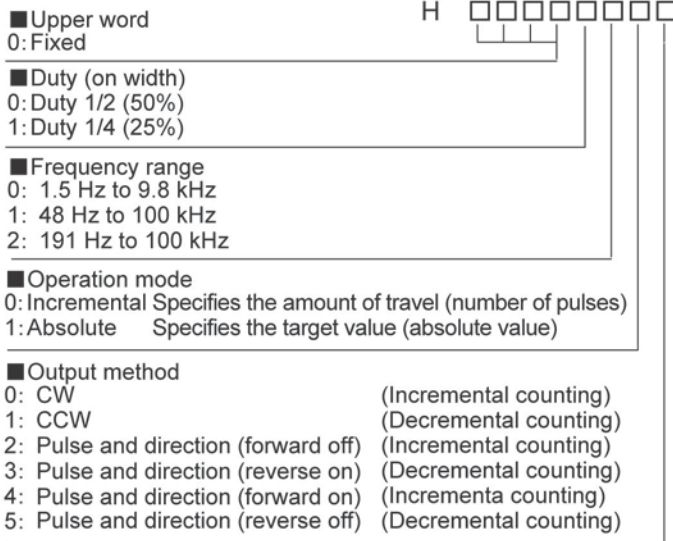 ■Upper word
H □□□□□□□□
0: Fixed
■Duty (on width)
0: Duty 1/2 (50%)
1: Duty 1/4 (25%)
■Frequency range
0: 1.5 Hz to 9.8 kHz
1: 48 Hz to 100 kHz
2: 191 Hz to 100 kHz
■Operation mode
0: Incremental Specifies the amount of travel (number of pulses)
1: Absolute Specifies the target value (absolute value)
■Output method
0: CW (Incremental counting)
1: CCW (Decremental counting)
2: Pulse and direction (forward off) (Incremental counting)
3: Pulse and direction (reverse on) (Decremental counting)
4: Pulse and direction (forward on) (Incrementa counting)
5: Pulse and direction (reverse off) (Decremental counting)